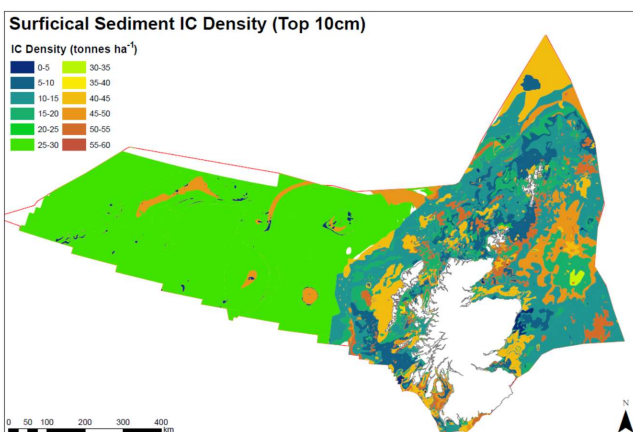 Surficical Sediment IC Density (Top 10cm)
IC Density (tonnes ha-1)
0-5 30-35
5-10 35-40
10-15 40-45
15-20 45-50
20-25 50-55
25-30 55-60
0 50 100 200 300 400
km
N